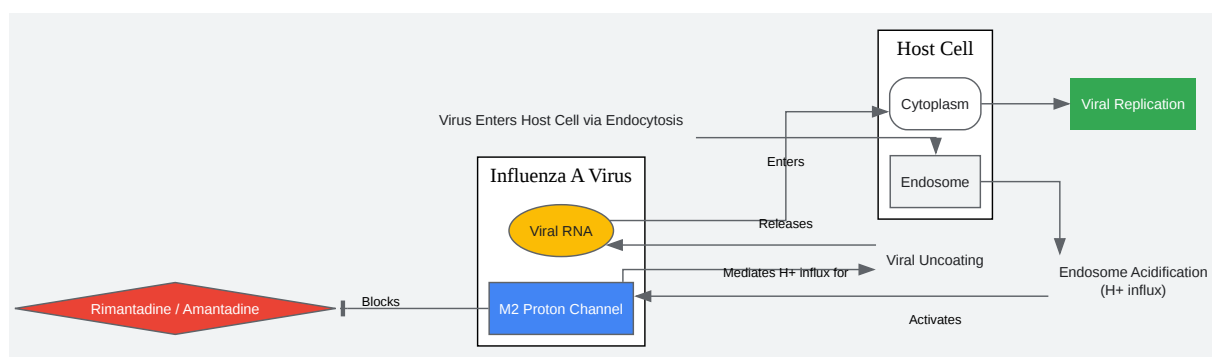 Host Cell
Cytoplasm
Viral Replication
Virus Enters Host Cell via Endocytosis
Enters
Influenza A Virus
Endosome
Releases
Viral RNA
Viral Uncoating
Mediates H+ influx for
Endosome Acidification
(H+ influx)
Rimantadine / Amantadine
Blocks
M2 Proton Channel
Activates